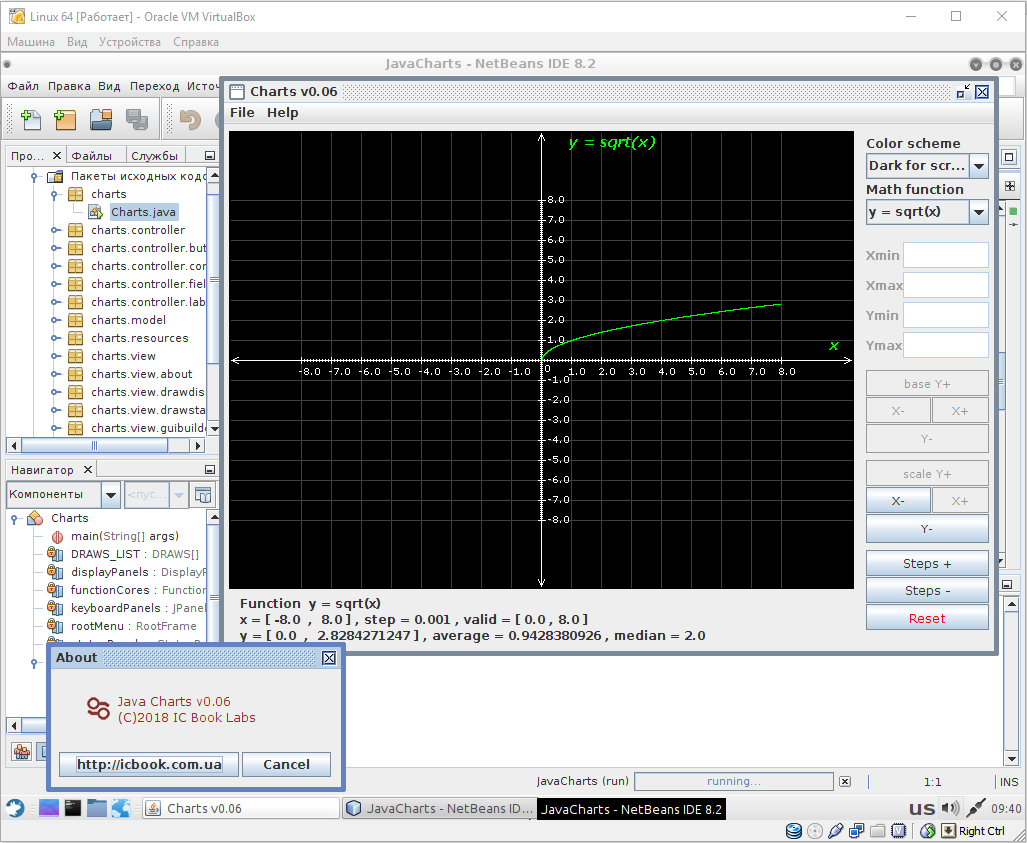 Linux 64 [Работает] - Oracle VM VirtualBox
Машина Вид Устройства Справка
JavaCharts - NetBeans IDE 8.2
Файл Правка Вид Переход Источ
Про... Файлы Службы
Пакеты исходных кодо
charts
Charts.java
charts.controller
charts.controller.but
charts.controller.cor
charts.controller.fiel
charts.controller.lab
charts.model
charts.resources
charts.view
charts.view.about
charts.view.drawdis
charts.view.drawsta
charts.view.guibuilde
Навигатор
Компоненты <пус...
Charts
main(String[] args)
DRAWS_LIST : DRAWS[]
displayPanels : DisplayP
functionCores : Function
keyboardPanels : JPanel
rootMenu : RootFrame
Charts v0.06
File Help
y = sqrt(x)
8.0
7.0
6.0
5.0
4.0
3.0
2.0
1.0
x
-8.0 -7.0 -6.0 -5.0 -4.0 -3.0 -2.0 -1.0 0 1.0 2.0 3.0 4.0 5.0 6.0 7.0 8.0
-1.0
-2.0
-3.0
-4.0
-5.0
-6.0
-7.0
-8.0
Color scheme
Dark for scr...
Math function
y = sqrt(x)
Xmin
Xmax
Ymin
Ymax
base Y+
X- X+
Y-
scale Y+
X- X+
Y-
Steps +
Steps -
Reset
Function y = sqrt(x)
x = [ -8.0 , 8.0 ] , step = 0.001 , valid = [ 0.0 , 8.0 ]
y = [ 0.0 , 2.8284271247 ] , average = 0.9428380926 , median = 2.0
About
Java Charts v0.06
(C)2018 IC Book Labs
http://icbook.com.ua Cancel
JavaCharts (run) running... 1:1 INS
Charts v0.06 JavaCharts - NetBeans ID... JavaCharts - NetBeans IDE 8.2 us 09:40
Right Ctrl